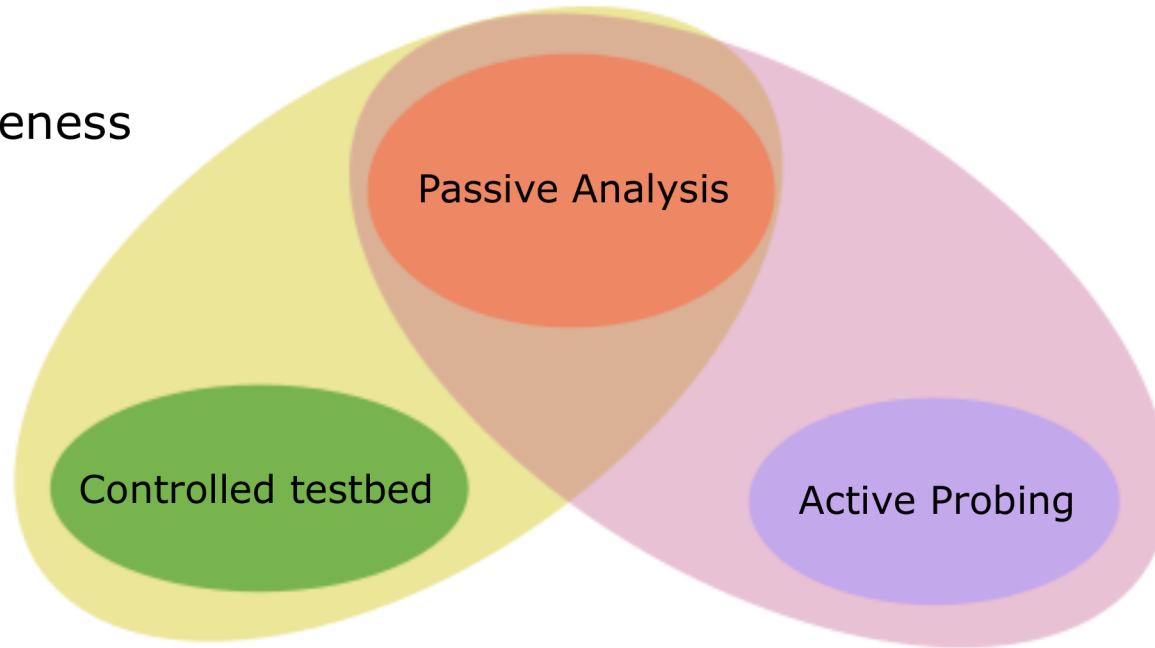 eness
Passive Analysis
Controlled testbed
Active Probing